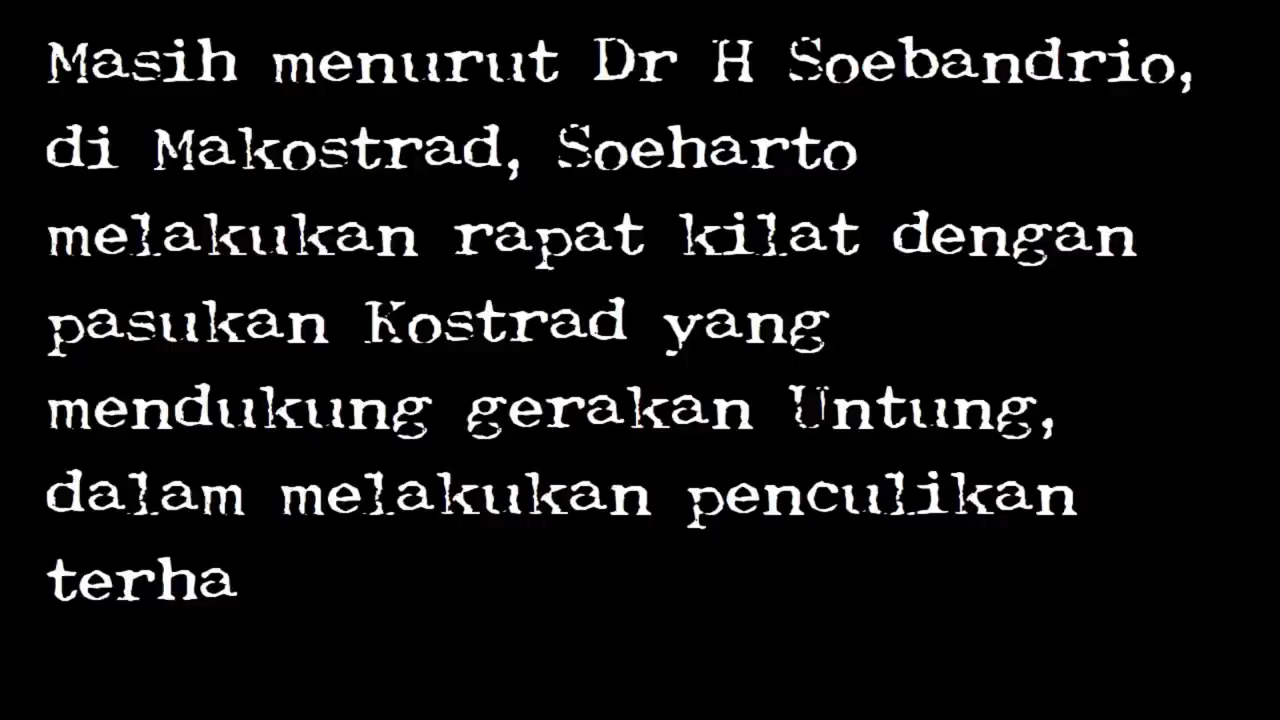 Masih menurut Dr H Soebandrio,
di Makostrad, Soeharto
melakukan rapat kilat dengan
pasukan Kostrad yang
mendukung gerakan Untung,
dalam melakukan penculikan
terha